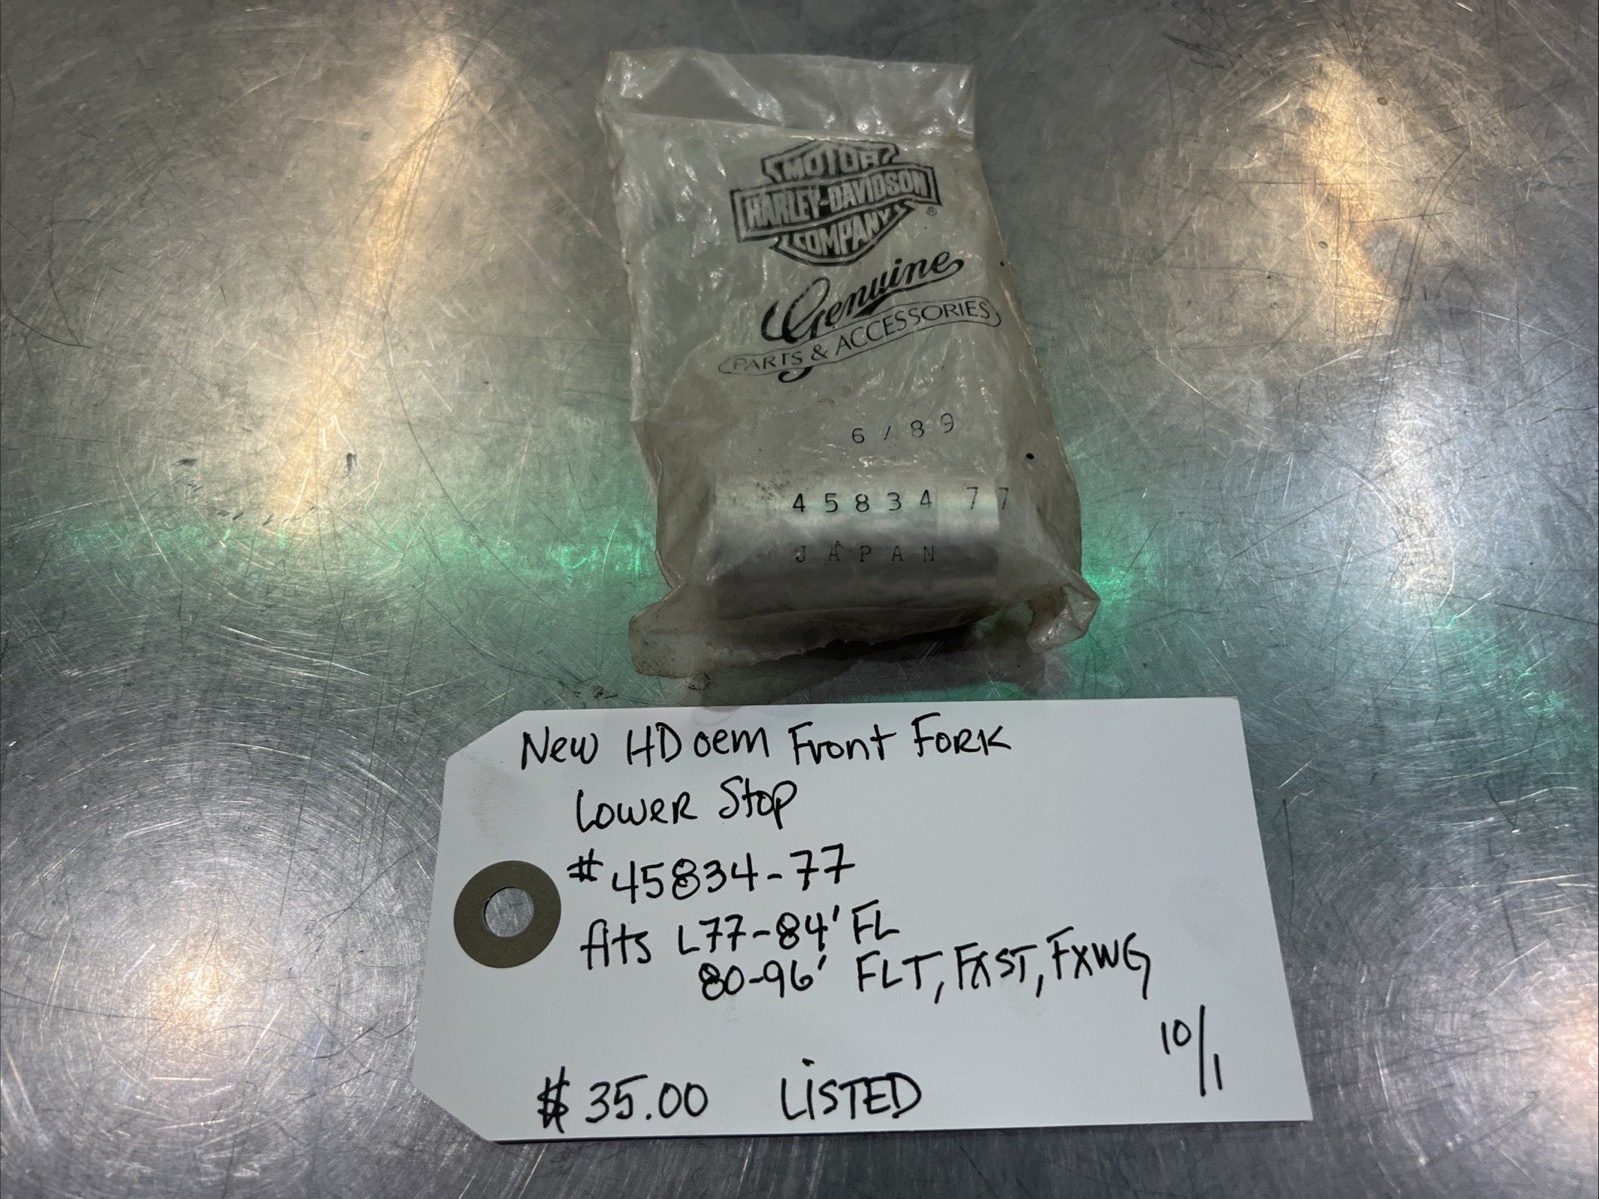 MOTOR
HARLEY-DAVIDSON
COMPANY
®
Genuine
PARTS & ACCESSORIES
6/89
45834 77
JAPAN
New HD oem Front Fork
Lower Stop
#45834-77
fits L77-84' FL
80-96' FLT, FXST, FXWG
10/1
$35.00 LiSTED